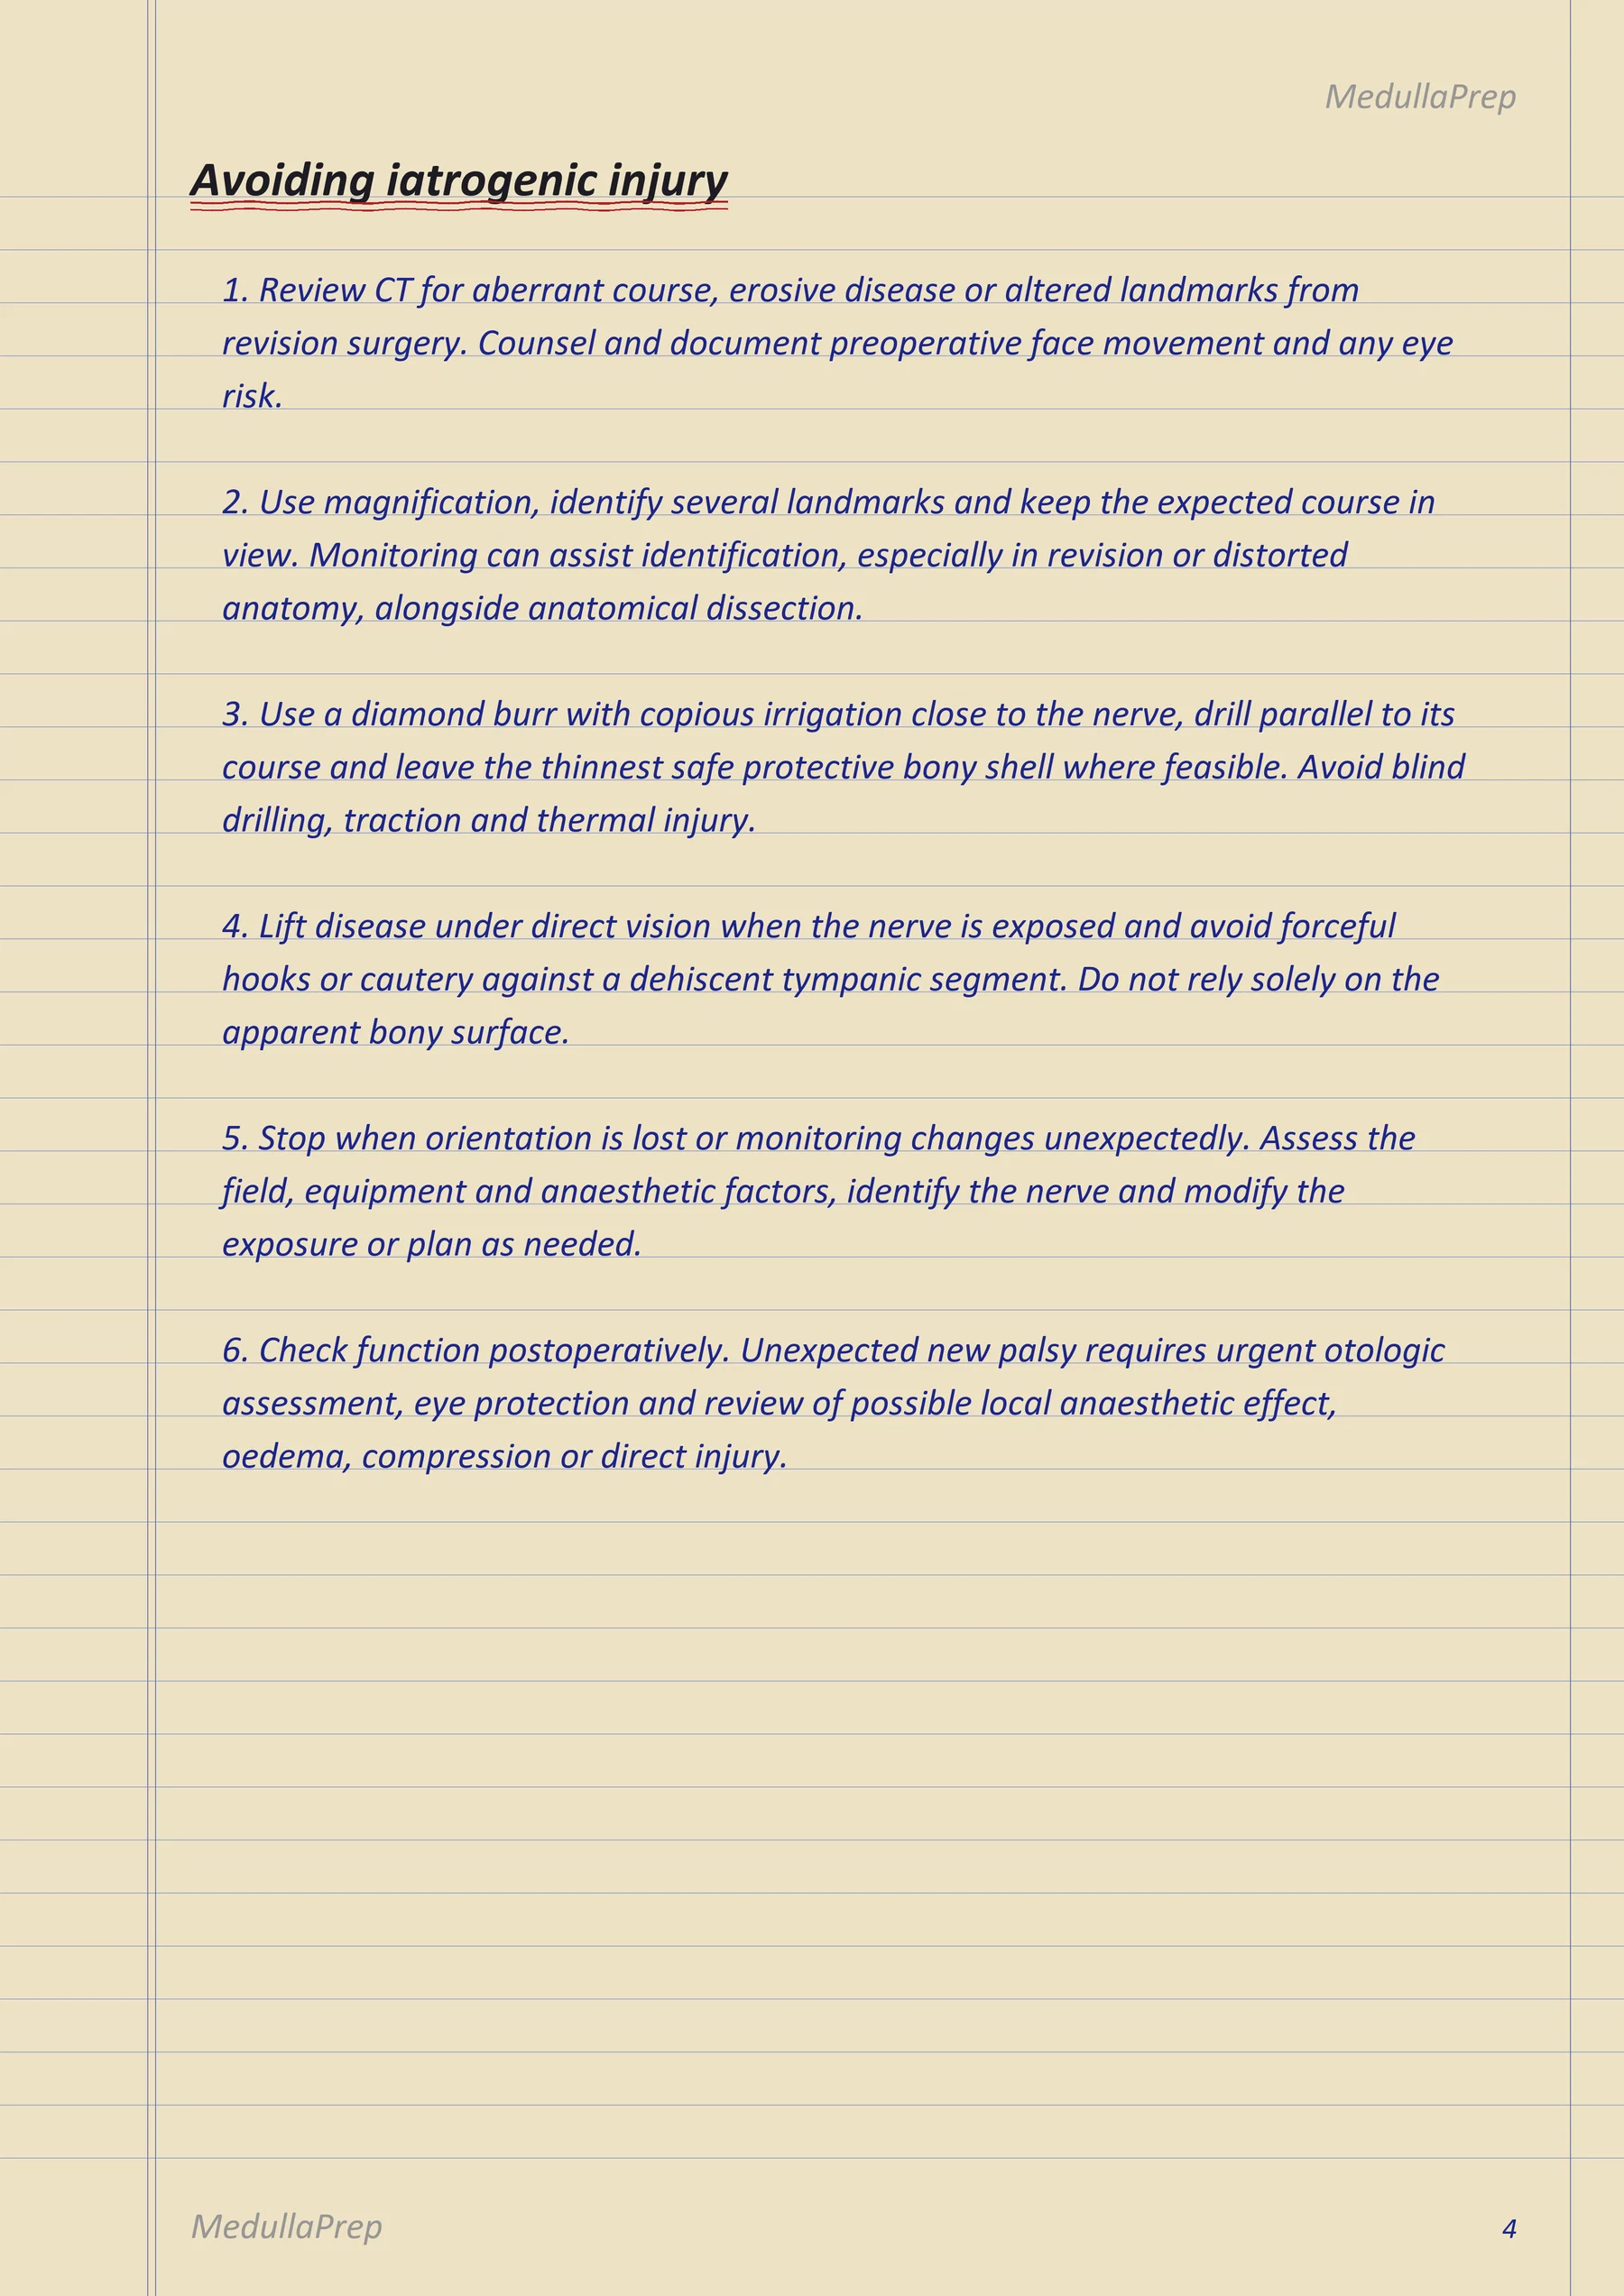 MedullaPrep
Avoiding iatrogenic injury
1. Review CT for aberrant course, erosive disease or altered landmarks from
revision surgery. Counsel and document preoperative face movement and any eye
risk.
2. Use magnification, identify several landmarks and keep the expected course in
view. Monitoring can assist identification, especially in revision or distorted
anatomy, alongside anatomical dissection.
3. Use a diamond burr with copious irrigation close to the nerve, drill parallel to its
course and leave the thinnest safe protective bony shell where feasible. Avoid blind
drilling, traction and thermal injury.
4. Lift disease under direct vision when the nerve is exposed and avoid forceful
hooks or cautery against a dehiscent tympanic segment. Do not rely solely on the
apparent bony surface.
5. Stop when orientation is lost or monitoring changes unexpectedly. Assess the
field, equipment and anaesthetic factors, identify the nerve and modify the
exposure or plan as needed.
6. Check function postoperatively. Unexpected new palsy requires urgent otologic
assessment, eye protection and review of possible local anaesthetic effect,
oedema, compression or direct injury.
MedullaPrep
4